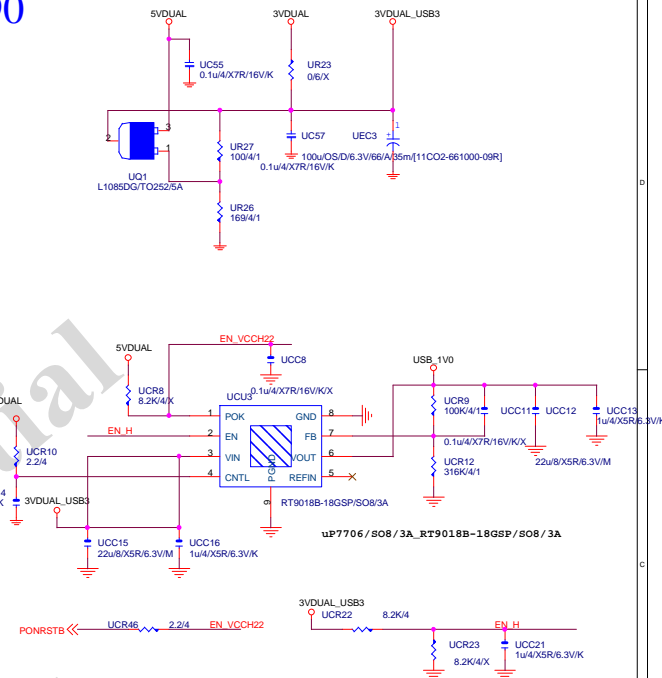 5VDUAL
3VDUAL
3VDUAL_USB3
UC55
0.1u/4/X7R/16V/K
UR23
0/6/X
3
2
1
UQ1
L1085DG/TO252/5A
UR27
100/4/1
UC57
0.1u/4/X7R/16V/K
UEC3
1
+
100u/OS/D/6.3V/66/A/35m/[11CO2-661000-09R]
UR26
169/4/1
D
5VDUAL
EN_VCCH22
UCC8
0.1u/4/X7R/16V/K/X
UCR8
8.2K/4/X
UCU3
1 POK GND 8
EN_H
2 EN FB 7
3 VIN VOUT 6
4 CNTL REFIN 5
PGND
9
RT9018B-18GSP/SO8/3A
UCR10
2.2/4
3VDUAL_USB3
UCC15
22u/8/X5R/6.3V/M
UCC16
1u/4/X5R/6.3V/K
USB_1V0
UCR9
100K/4/1
UCC11
0.1u/4/X7R/16V/K/X
UCC12
22u/8/X5R/6.3V/M
UCC13
1u/4/X5R/6.3V/K
UCR12
316K/4/1
uP7706/SO8/3A_RT9018B-18GSP/SO8/3A
C
PONRSTB
UCR46
2.2/4
EN_VCCH22
3VDUAL_USB3
UCR22
8.2K/4
EN_H
UCR23
8.2K/4/X
UCC21
1u/4/X5R/6.3V/K